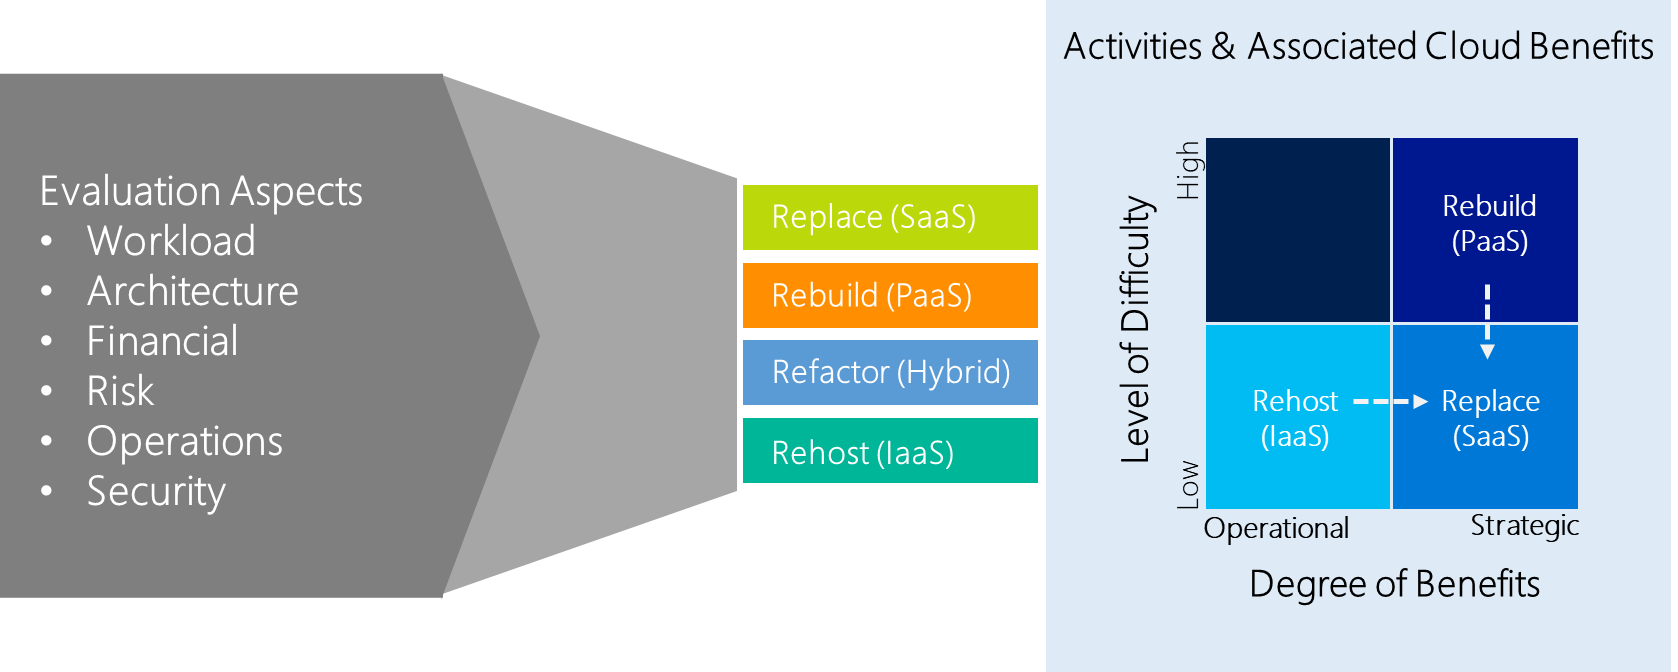 Evaluation Aspects
• Workload
• Architecture
• Financial
• Risk
• Operations
• Security
Replace (SaaS)
Rebuild (PaaS)
Refactor (Hybrid)
Rehost (IaaS)
Activities & Associated Cloud Benefits
Level of Difficulty
High
Low
Rebuild
(PaaS)
Rehost
(IaaS)
Replace
(SaaS)
Operational
Strategic
Degree of Benefits